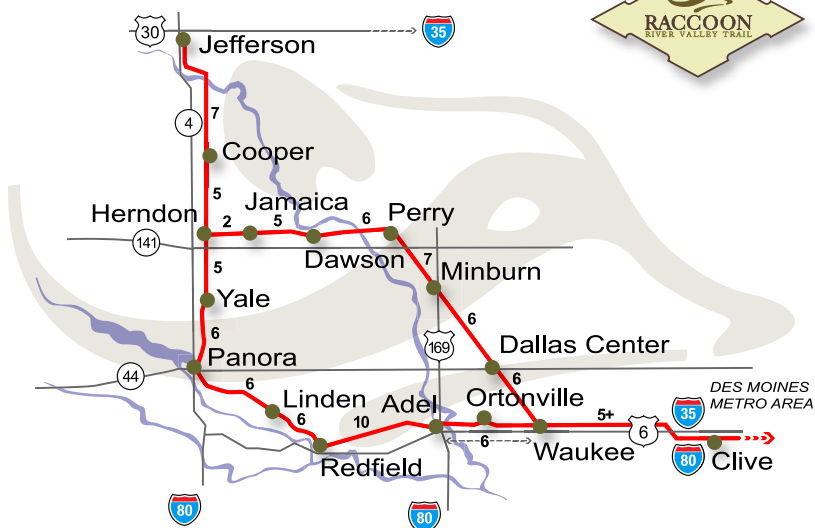 30
35
RACCOON
RIVER VALLEY TRAIL
Jefferson
7
4
Cooper
5
Jamaica
Herndon
2
5
6
Perry
141
Dawson
7
Minburn
5
Yale
6
6
169
Panora
Dallas Center
44
6
6
Linden
Adel
Ortonville
DES MOINES
METRO AREA
35
5+
6
10
6
6
Waukee
Redfield
80
Clive
80
80